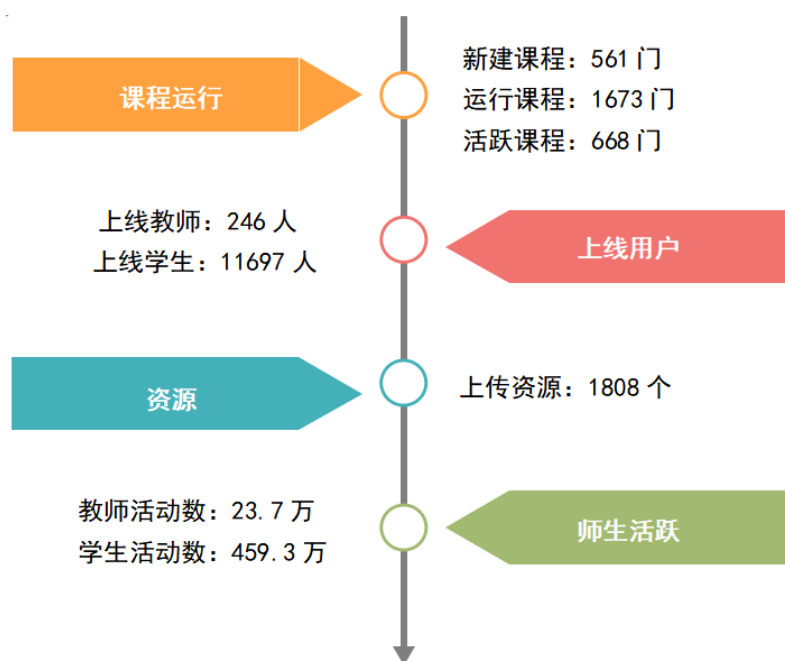 课程运行
新建课程：561 门
运行课程：1673 门
活跃课程：668 门
上线教师：246 人
上线学生：11697 人
上线用户
资源
上传资源：1808 个
教师活动数：23.7 万
学生活动数：459.3 万
师生活跃